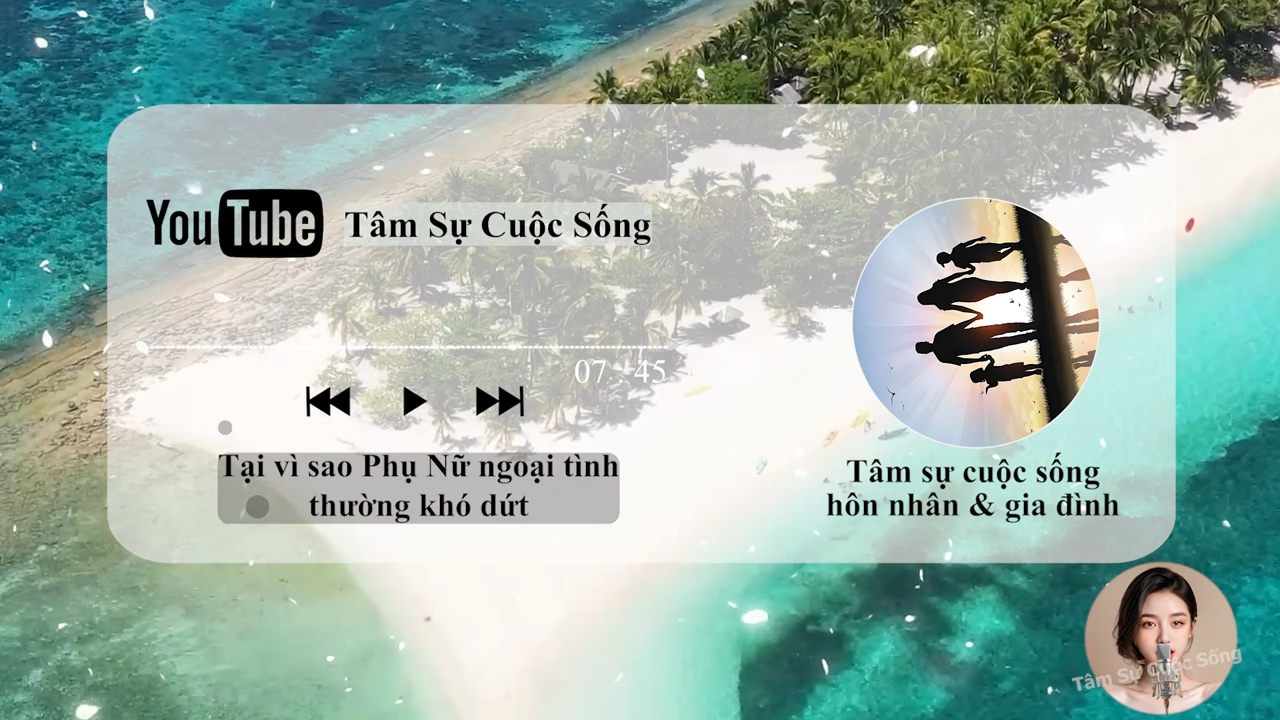 YouTube Tâm Sự Cuộc Sống
07 45
Tại vì sao Phụ Nữ ngoại tình
thường khó dứt
Tâm sự cuộc sống
hôn nhân & gia đình
Tâm Sự Cuộc Sống